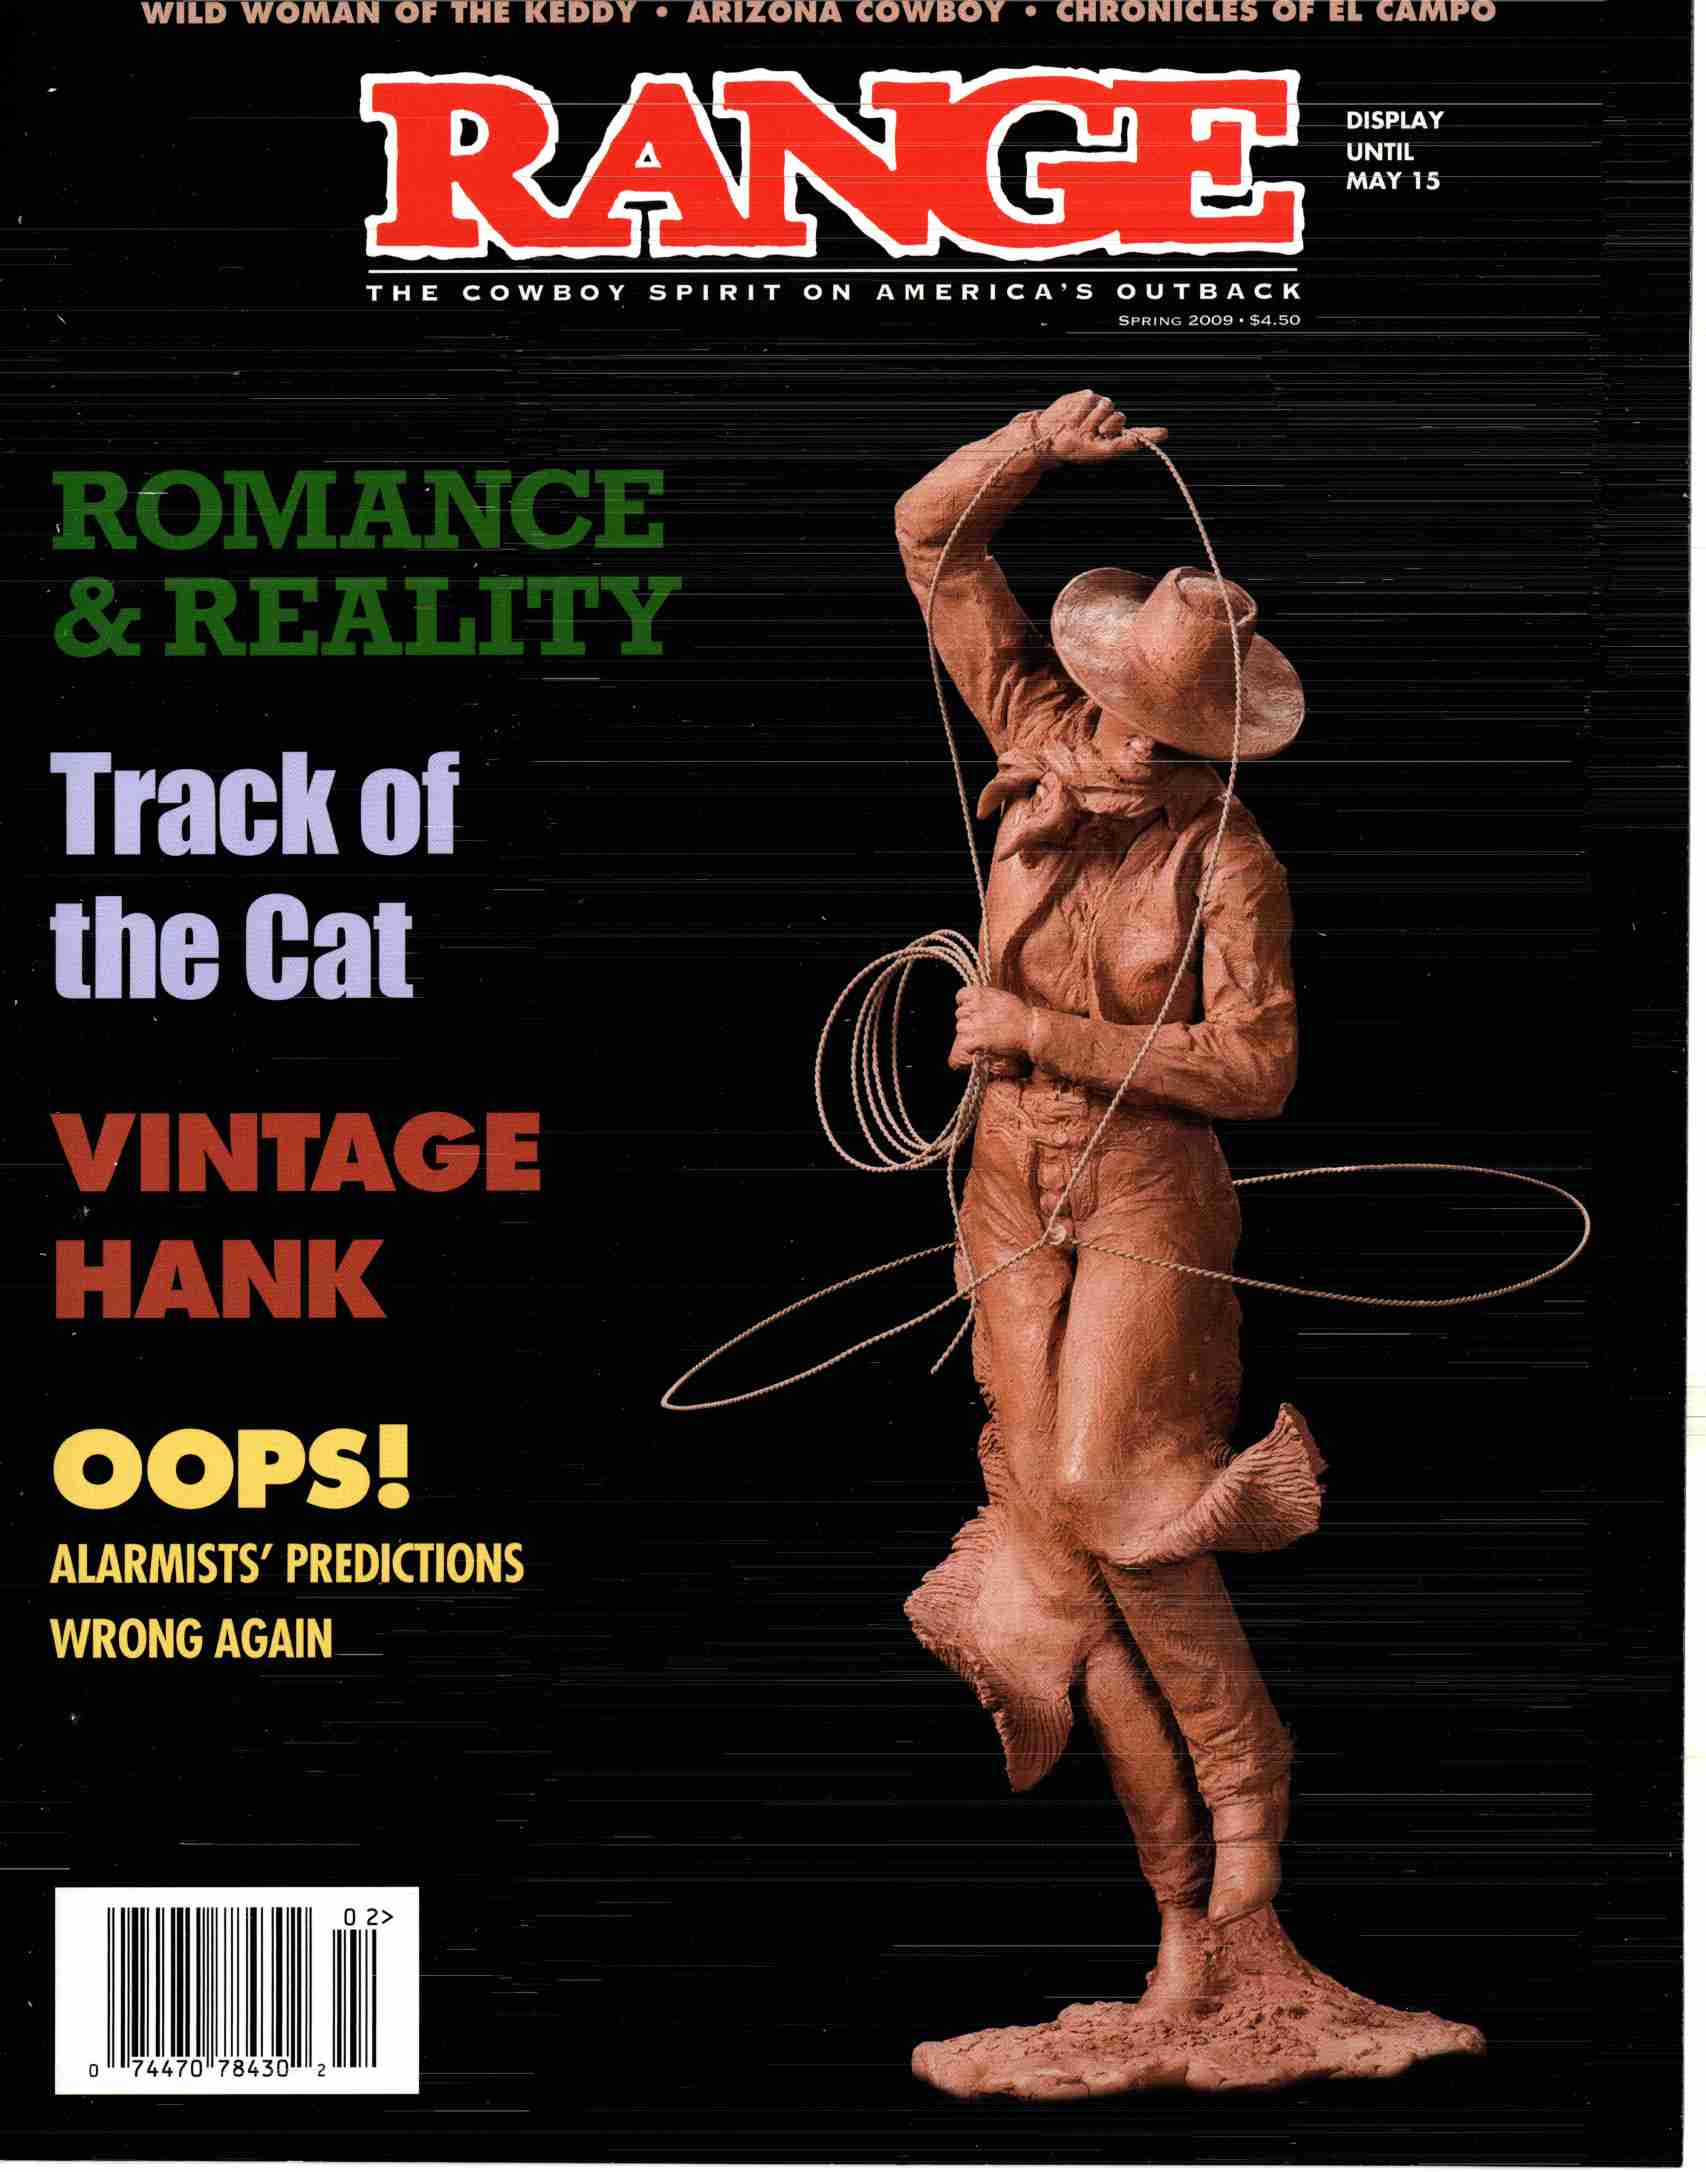 WILD WOMAN OF THE KEDDY • ARIZONA COWBOY • CHRONICLES OF EL CAMPO
RANGE
DISPLAY
UNTIL
MAY 15
THE COWBOY SPIRIT ON AMERICA'S OUTBACK
SPRING 2009 • $4.50
ROMANCE
& REALITY
Track of
the Cat
VINTAGE
HANK
OOPS!
ALARMISTS' PREDICTIONS
WRONG AGAIN
02>
0 74470 78430 2